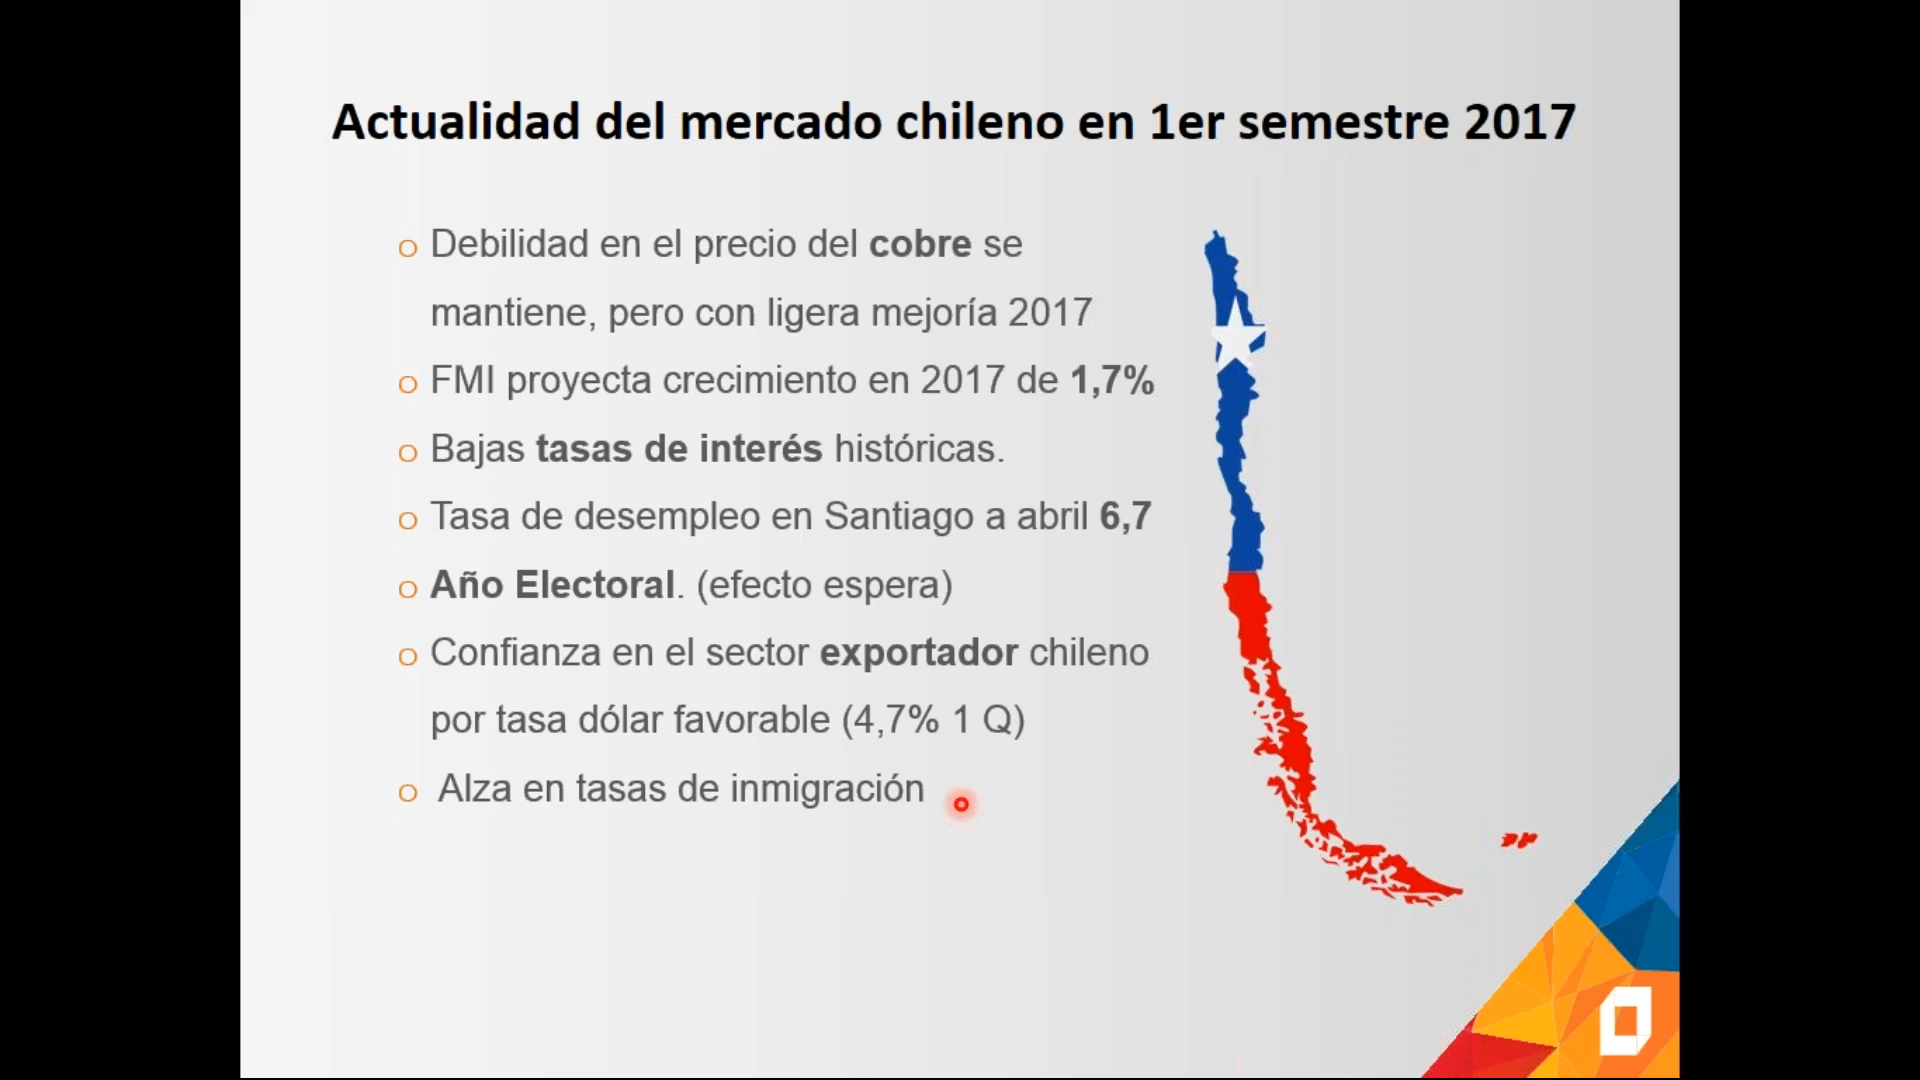 Actualidad del mercado chileno en 1er semestre 2017
o Debilidad en el precio del cobre se
mantiene, pero con ligera mejoría 2017
o FMI proyecta crecimiento en 2017 de 1,7%
o Bajas tasas de interés históricas.
o Tasa de desempleo en Santiago a abril 6,7
o Año Electoral. (efecto espera)
o Confianza en el sector exportador chileno
por tasa dólar favorable (4,7% 1 Q)
o Alza en tasas de inmigración